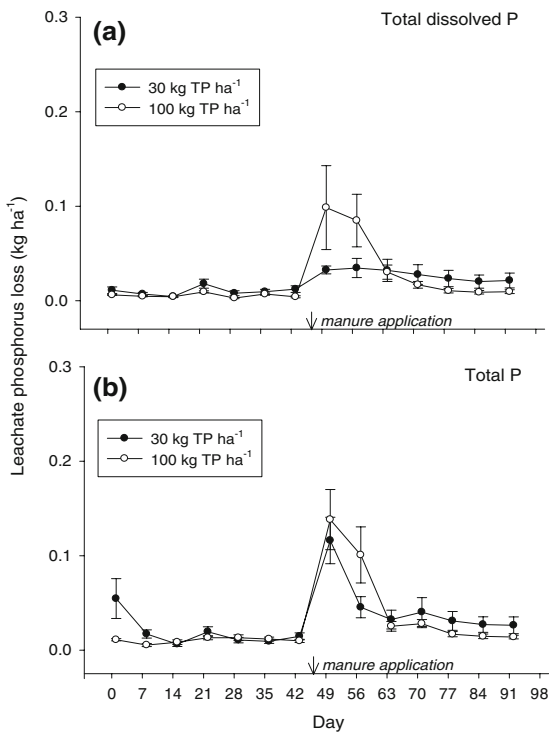 (a)
Total dissolved P
30 kg TP ha⁻¹
100 kg TP ha⁻¹
0.3
0.2
0.1
0.0
manure application
Leachate phosphorus loss (kg ha⁻¹)
(b)
Total P
30 kg TP ha⁻¹
100 kg TP ha⁻¹
0.3
0.2
0.1
0.0
manure application
0 7 14 21 28 35 42 49 56 63 70 77 84 91 98
Day